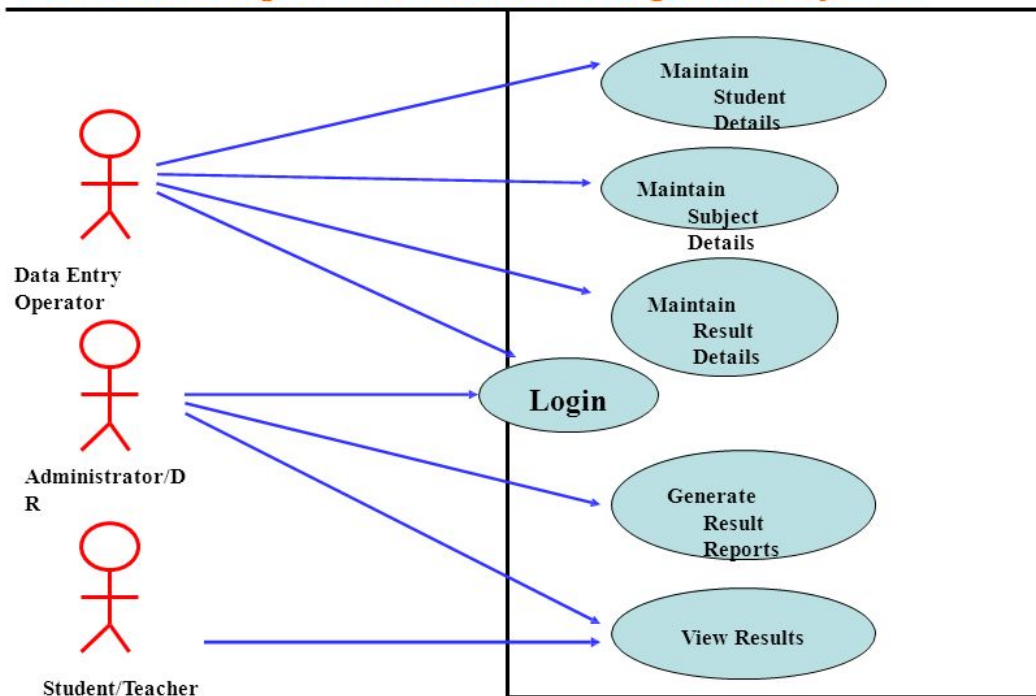 Maintain
Student
Details
Maintain
Subject
Details
Data Entry
Operator
Maintain
Result
Details
Login
Administrator/D
R
Generate
Result
Reports
View Results
Student/Teacher